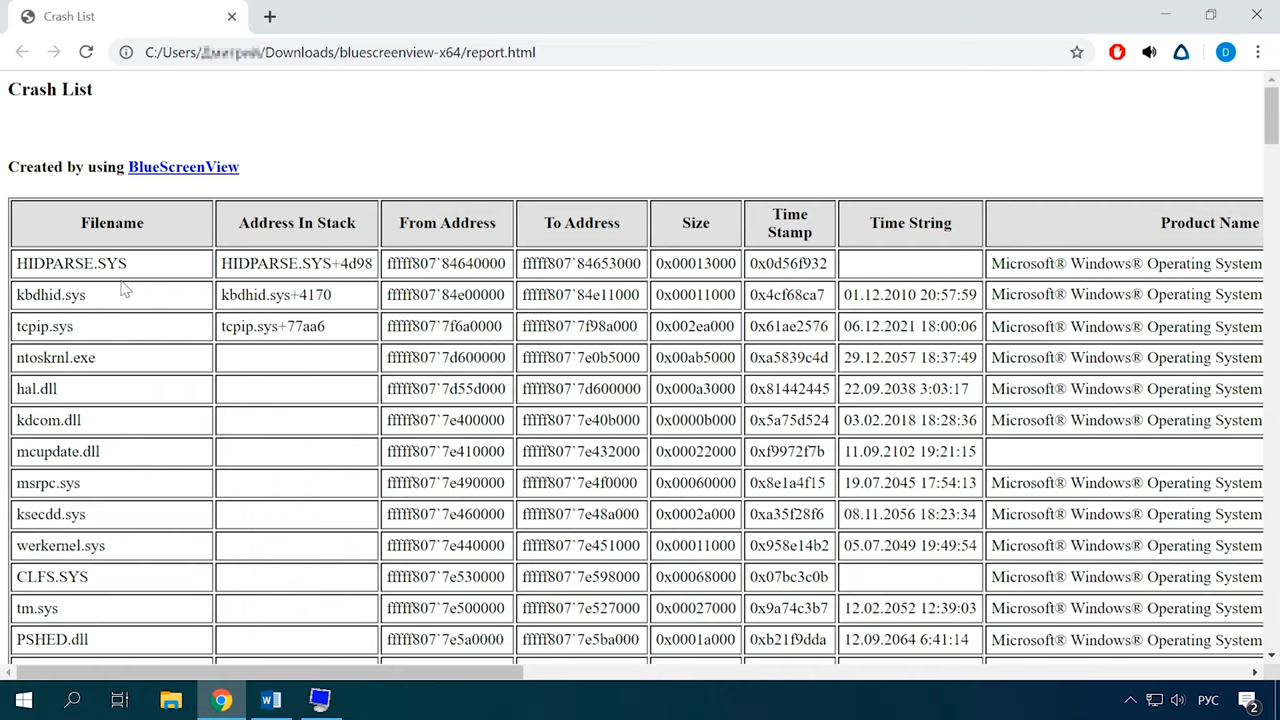 Crash List
C:/Users/ /Downloads/bluescreenview-x64/report.html
D
Crash List
Created by using BlueScreenView
Filename Address In Stack From Address To Address Size Time Stamp Time String Product Name
HIDPARSE.SYS HIDPARSE.SYS+4d98 fffff807`84640000 fffff807`84653000 0x00013000 0x0d56f932 Microsoft® Windows® Operating System
kbdhid.sys kbdhid.sys+4170 fffff807`84e00000 fffff807`84e11000 0x00011000 0x4cf68ca7 01.12.2010 20:57:59 Microsoft® Windows® Operating System
tcpip.sys tcpip.sys+77aa6 fffff807`7f6a0000 fffff807`7f98a000 0x002ea000 0x61ae2576 06.12.2021 18:00:06 Microsoft® Windows® Operating System
ntoskrnl.exe fffff807`7d600000 fffff807`7e0b5000 0x00ab5000 0xa5839c4d 29.12.2057 18:37:49 Microsoft® Windows® Operating System
hal.dll fffff807`7d55d000 fffff807`7d600000 0x000a3000 0x81442445 22.09.2038 3:03:17 Microsoft® Windows® Operating System
kdcom.dll fffff807`7e400000 fffff807`7e40b000 0x0000b000 0x5a75d524 03.02.2018 18:28:36 Microsoft® Windows® Operating System
mcupdate.dll fffff807`7e410000 fffff807`7e432000 0x00022000 0xf9972f7b 11.09.2102 19:21:15
msrpc.sys fffff807`7e490000 fffff807`7e4f0000 0x00060000 0x8e1a4f15 19.07.2045 17:54:13 Microsoft® Windows® Operating System
ksecdd.sys fffff807`7e460000 fffff807`7e48a000 0x0002a000 0xa35f28f6 08.11.2056 18:23:34 Microsoft® Windows® Operating System
werkernel.sys fffff807`7e440000 fffff807`7e451000 0x00011000 0x958e14b2 05.07.2049 19:49:54 Microsoft® Windows® Operating System
CLFS.SYS fffff807`7e530000 fffff807`7e598000 0x00068000 0x07bc3c0b Microsoft® Windows® Operating System
tm.sys fffff807`7e500000 fffff807`7e527000 0x00027000 0x9a74c3b7 12.02.2052 12:39:03 Microsoft® Windows® Operating System
PSHED.dll fffff807`7e5a0000 fffff807`7e5ba000 0x0001a000 0xb21f9dda 12.09.2064 6:41:14 Microsoft® Windows® Operating System
РУС
2